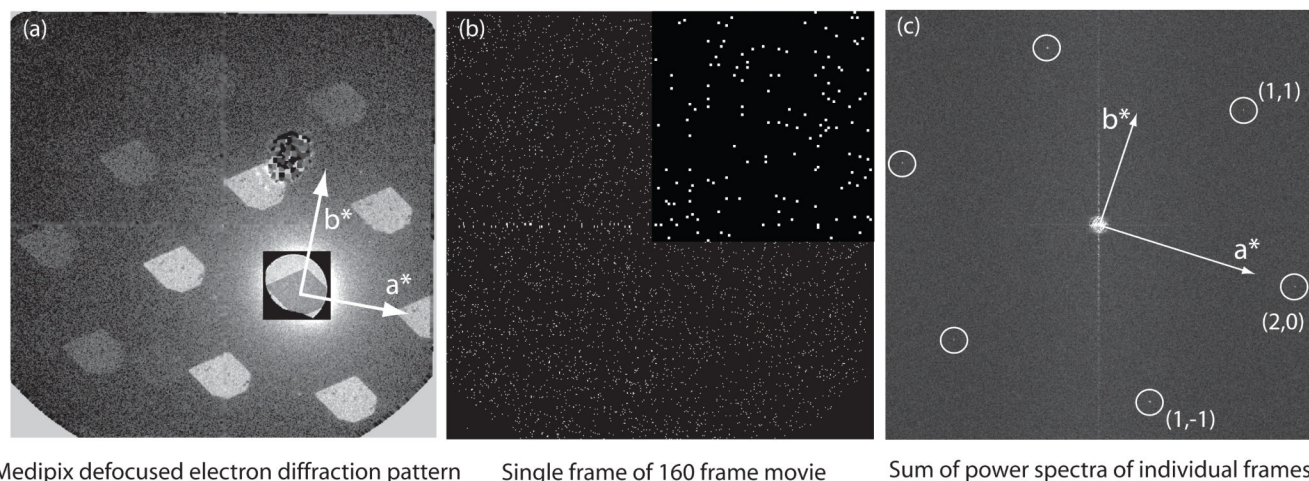 (a)
b*
a*
(b)
(c)
(1,1)
b*
a*
(2,0)
(1,-1)
Medipix defocused electron diffraction pattern
Single frame of 160 frame movie
Sum of power spectra of individual frames